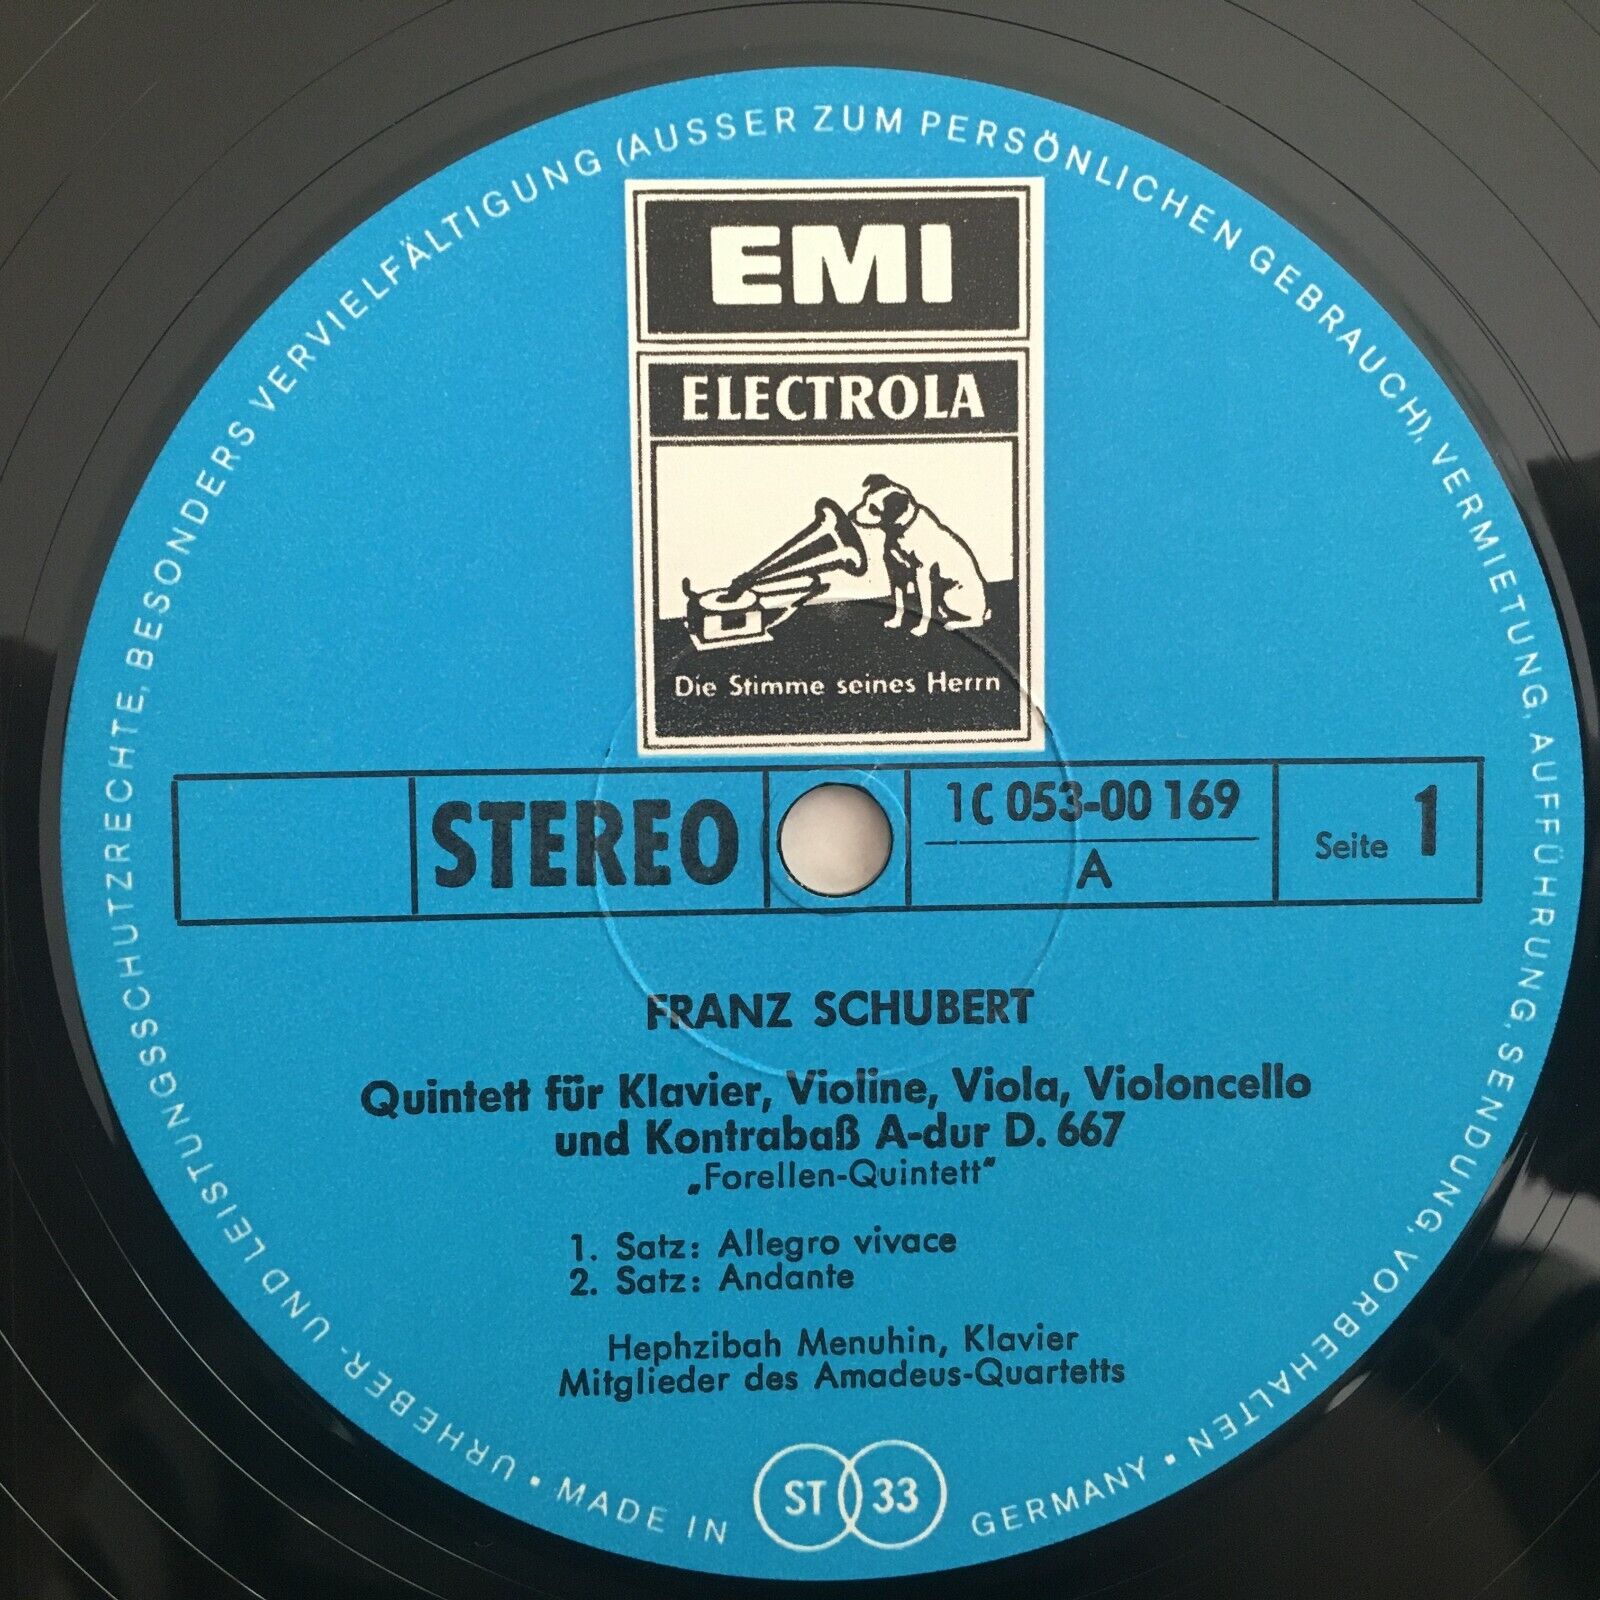 EMI
ELECTROLA
Die Stimme seines Herrn
STEREO
1C 053-00 169
A
Seite 1
FRANZ SCHUBERT
Quintett für Klavier, Violine, Viola, Violoncello
und Kontrabaß A-dur D. 667
„Forellen-Quintett"
1. Satz: Allegro vivace
2. Satz: Andante
Hephzibah Menuhin, Klavier
Mitglieder des Amadeus-Quartetts
ST 33
URHEBER- UND LEISTUNGSSCHUTZRECHTE, BESONDERS VERVIELFÄLTIGUNG (AUSSER ZUM PERSÖNLICHEN GEBRAUCH), VERMIETUNG, AUFFÜHRUNG, SENDUNG, VORBEHALTEN •
MADE IN GERMANY •